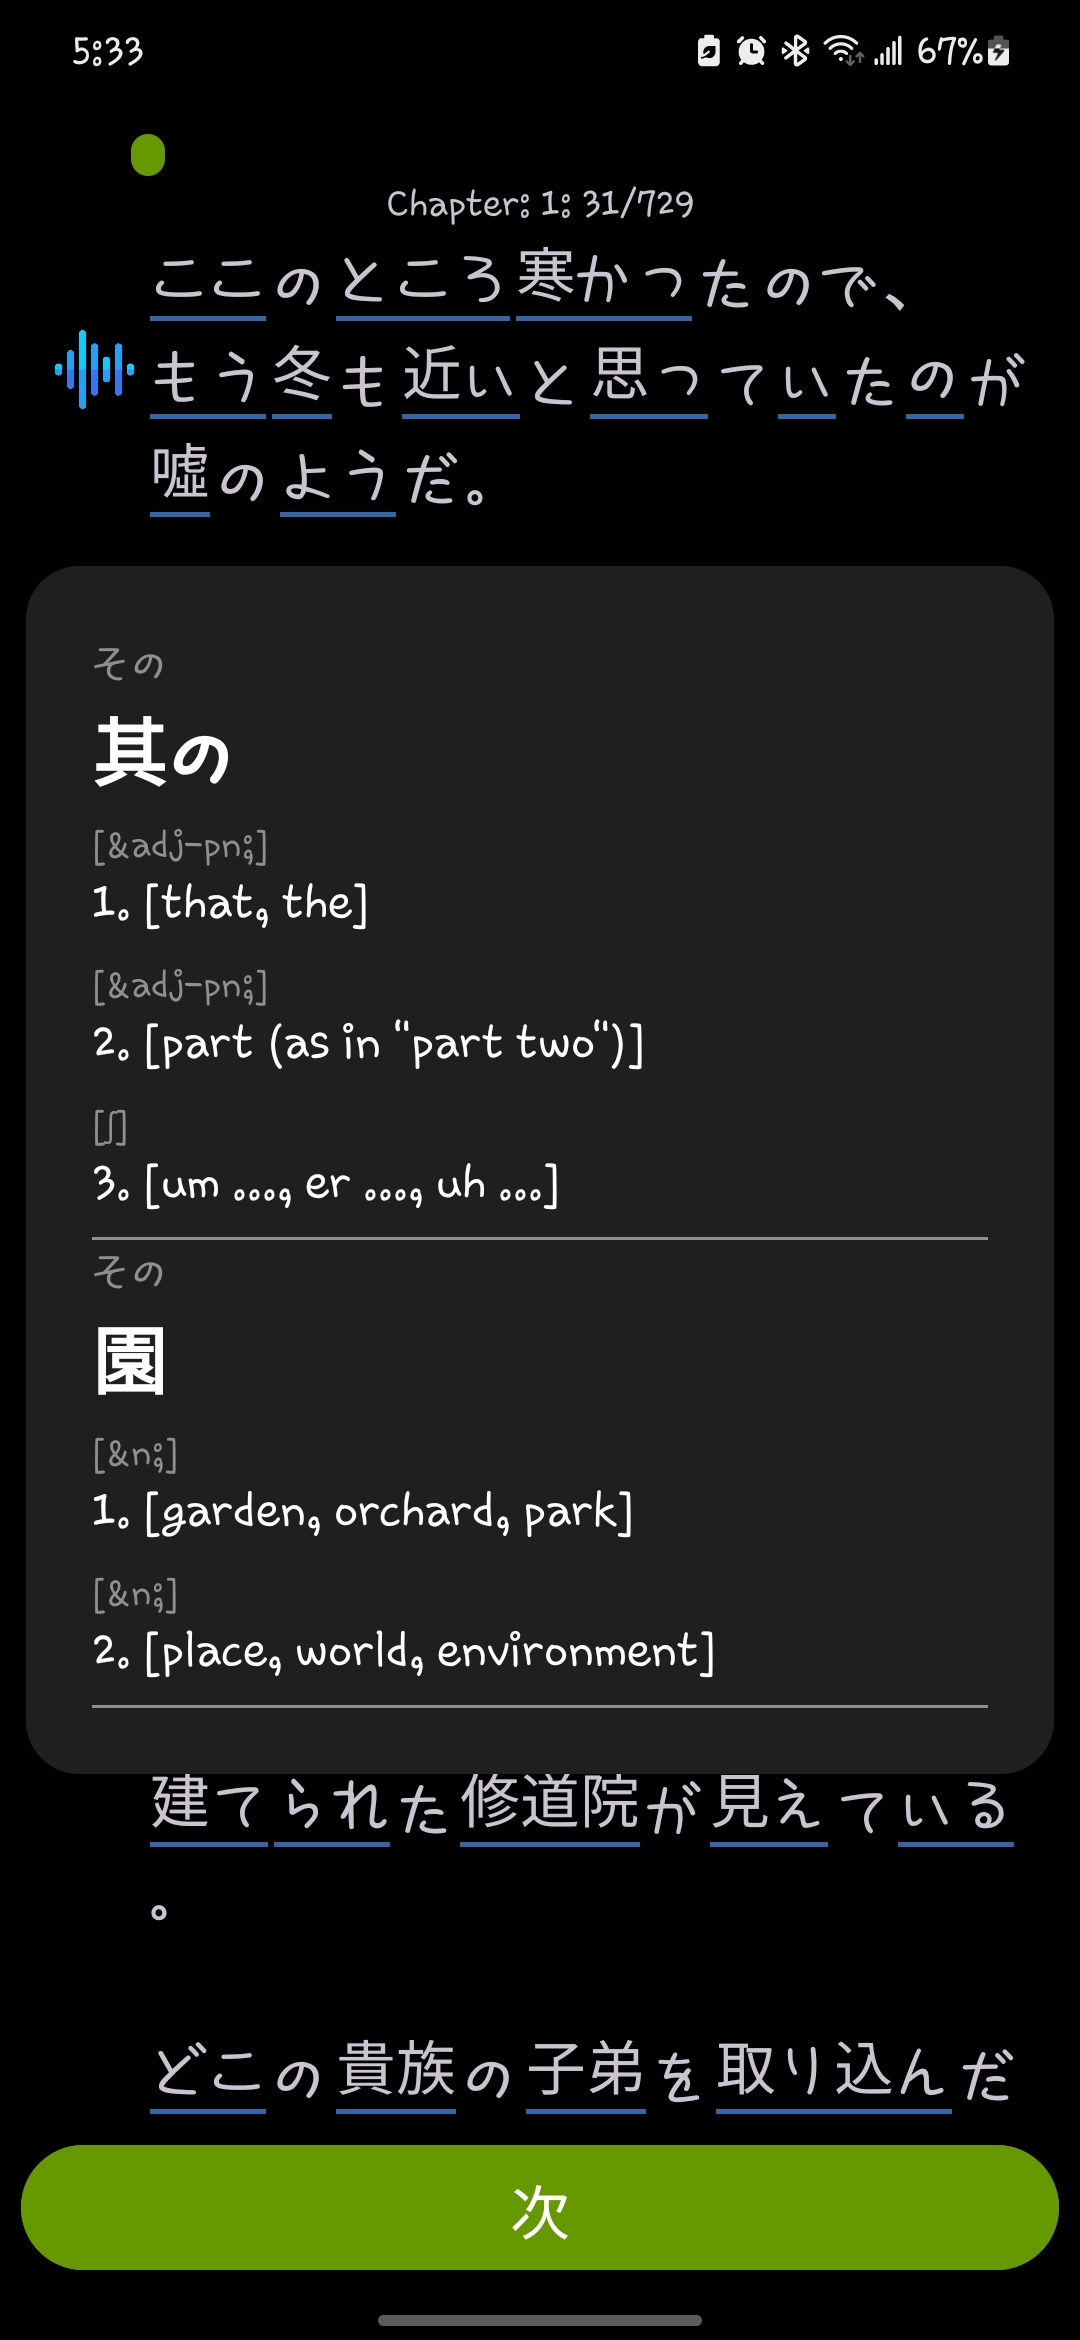 5:33
67%
Chapter: 1: 31/729
ここのところ寒かったので、
もう冬も近いと思っていたのが
嘘のようだ。
その
其の
[&adj-pn;]
1. [that, the]
[&adj-pn;]
2. [part (as in "part two")]
[∫]
3. [um ..., er ..., uh ...]
その
園
[&n;]
1. [garden, orchard, park]
[&n;]
2. [place, world, environment]
建てられた修道院が見えている
。
どこの貴族の子弟を取り込んだ
次